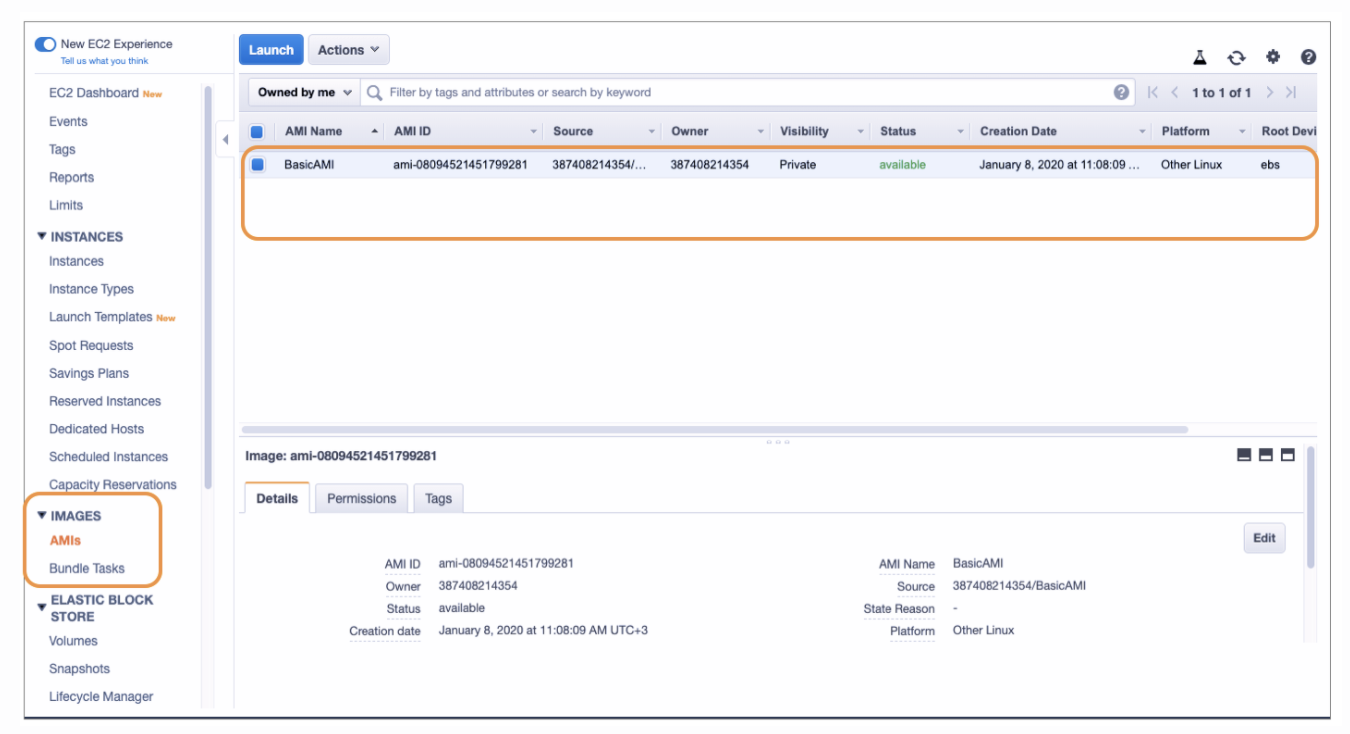 New EC2 Experience
Tell us what you think
EC2 Dashboard New
Events
Tags
Reports
Limits
INSTANCES
Instances
Instance Types
Launch Templates New
Spot Requests
Savings Plans
Reserved Instances
Dedicated Hosts
Scheduled Instances
Capacity Reservations
IMAGES
AMIs
Bundle Tasks
ELASTIC BLOCK
STORE
Volumes
Snapshots
Lifecycle Manager
Launch Actions
Owned by me Filter by tags and attributes or search by keyword 1 to 1 of 1
AMI Name AMI ID Source Owner Visibility Status Creation Date Platform Root Devi
BasicAMI ami-08094521451799281 387408214354/... 387408214354 Private available January 8, 2020 at 11:08:09 ... Other Linux ebs
Image: ami-08094521451799281
Details Permissions Tags
Edit
AMI ID ami-08094521451799281 AMI Name BasicAMI
Owner 387408214354 Source 387408214354/BasicAMI
Status available State Reason -
Creation date January 8, 2020 at 11:08:09 AM UTC+3 Platform Other Linux